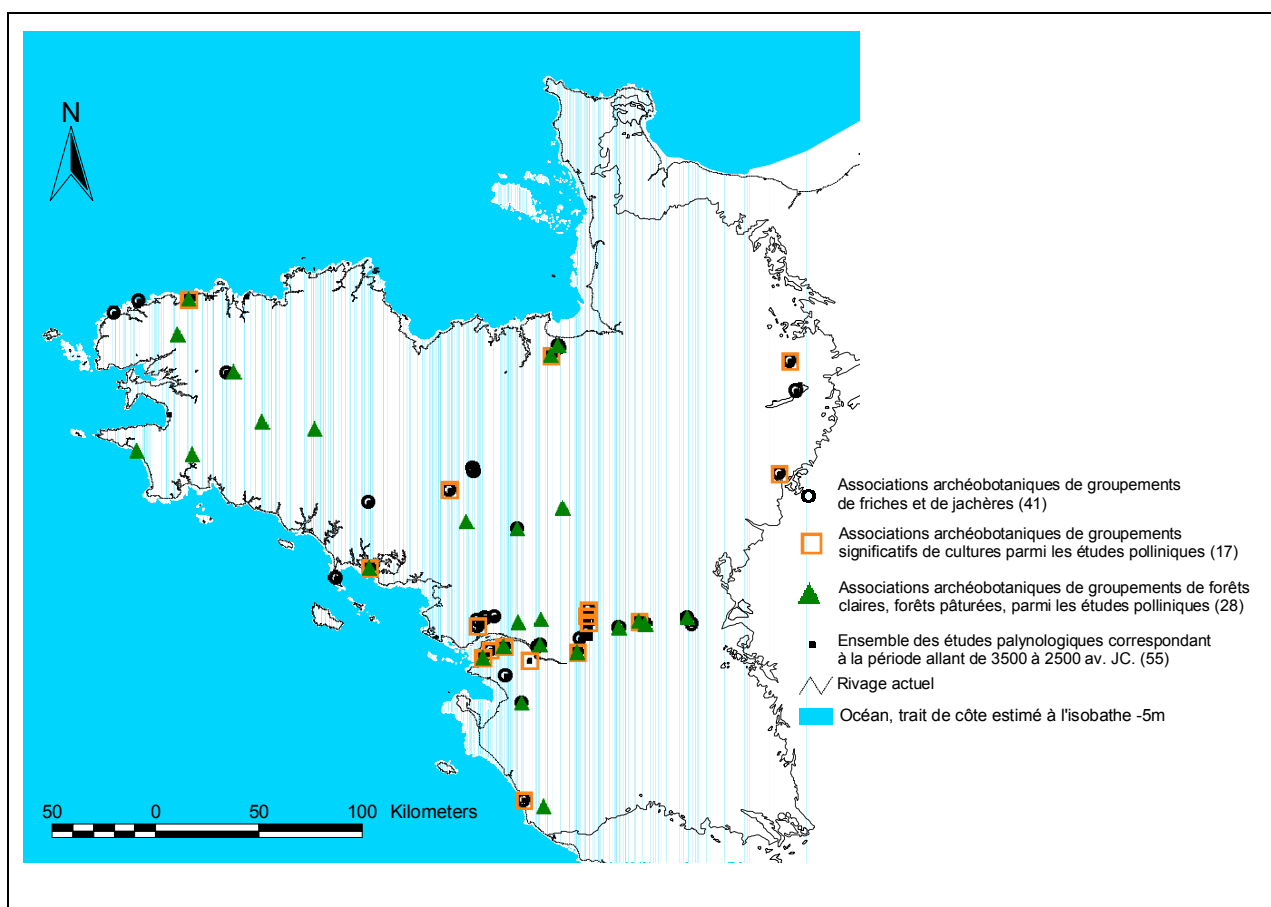 N
Associations archéobotaniques de groupements
de friches et de jachères (41)
Associations archéobotaniques de groupements
significatifs de cultures parmi les études polliniques (17)
Associations archéobotaniques de groupements de forêts
claires, forêts pâturées, parmi les études polliniques (28)
Ensemble des études palynologiques correspondant
à la période allant de 3500 à 2500 av. JC. (55)
Rivage actuel
Océan, trait de côte estimé à l'isobathe -5m
50 0 50 100 Kilometers